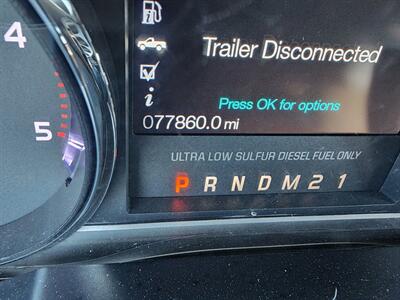 4
5
Trailer Disconnected
Press OK for options
i
077860.0 mi
ULTRA LOW SULFUR DIESEL FUEL ONLY
P R N D M 2 1